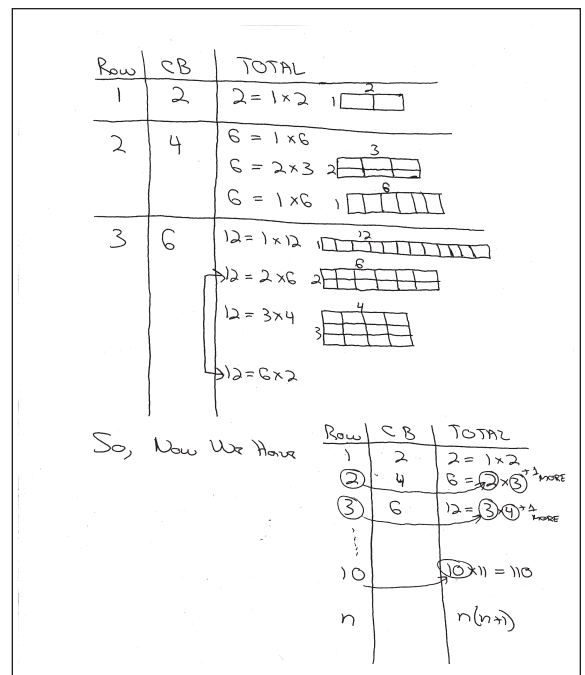 Row CB TOTAL
1 2 2 = 1 × 2 1 2
2 4 6 = 1 × 6
6 = 2 × 3 2 3
6 = 1 × 6 1 6
3 6 12 = 1 × 12 1 12
12 = 2 × 6 2 6
12 = 3 × 4 3 4
12 = 6 × 2
So, Now We Have
Row CB TOTAL
1 2 2 = 1 × 2
2 4 6 = 2 × 3 +1 MORE
3 6 12 = 3 × 4 +1 MORE
10 10 × 11 = 110
n n(n+1)